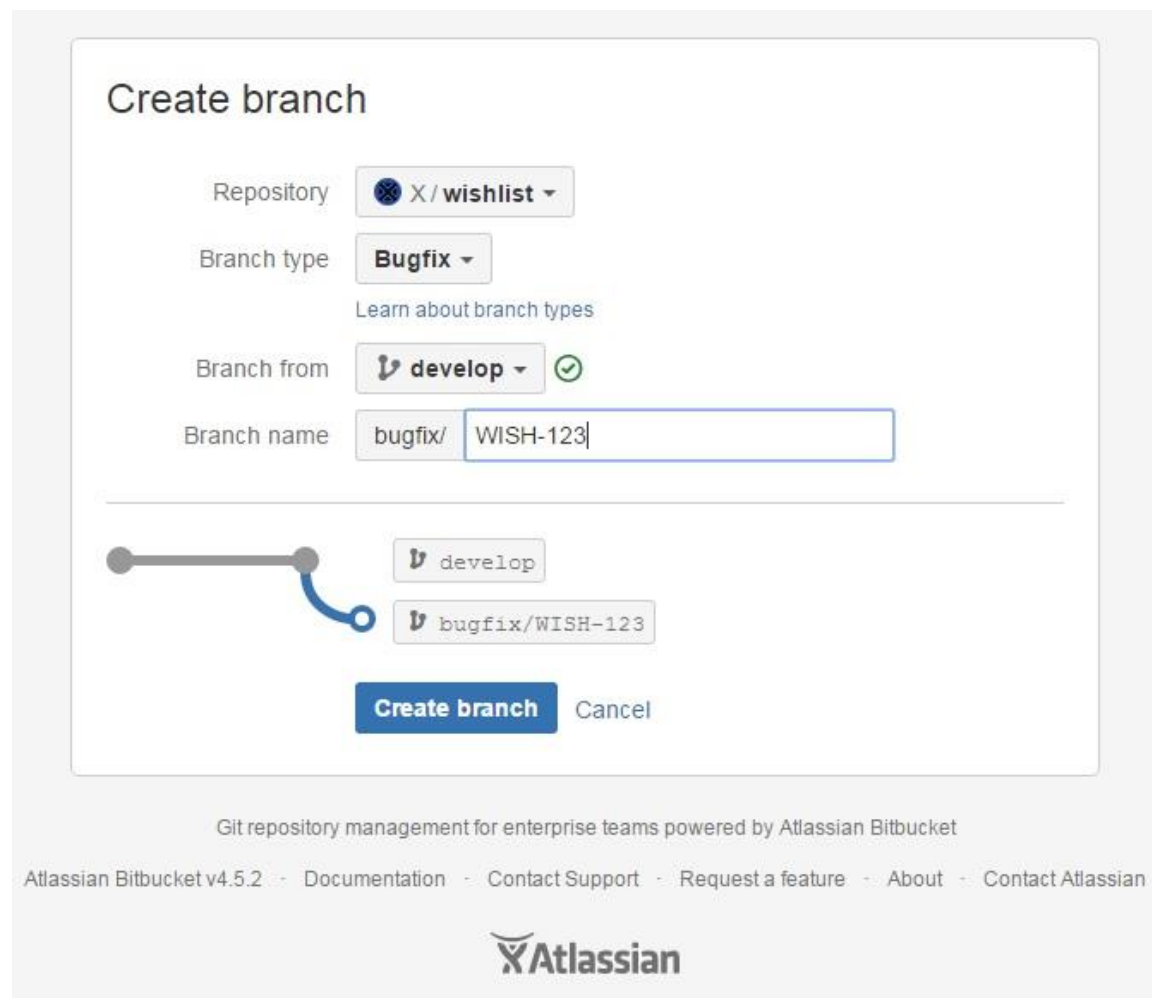 Create branch
Repository X / wishlist
Branch type Bugfix
Learn about branch types
Branch from develop
Branch name bugfix/ WISH-123
develop
bugfix/WISH-123
Create branch Cancel
Git repository management for enterprise teams powered by Atlassian Bitbucket
Atlassian Bitbucket v4.5.2 - Documentation - Contact Support - Request a feature - About - Contact Atlassian
Atlassian